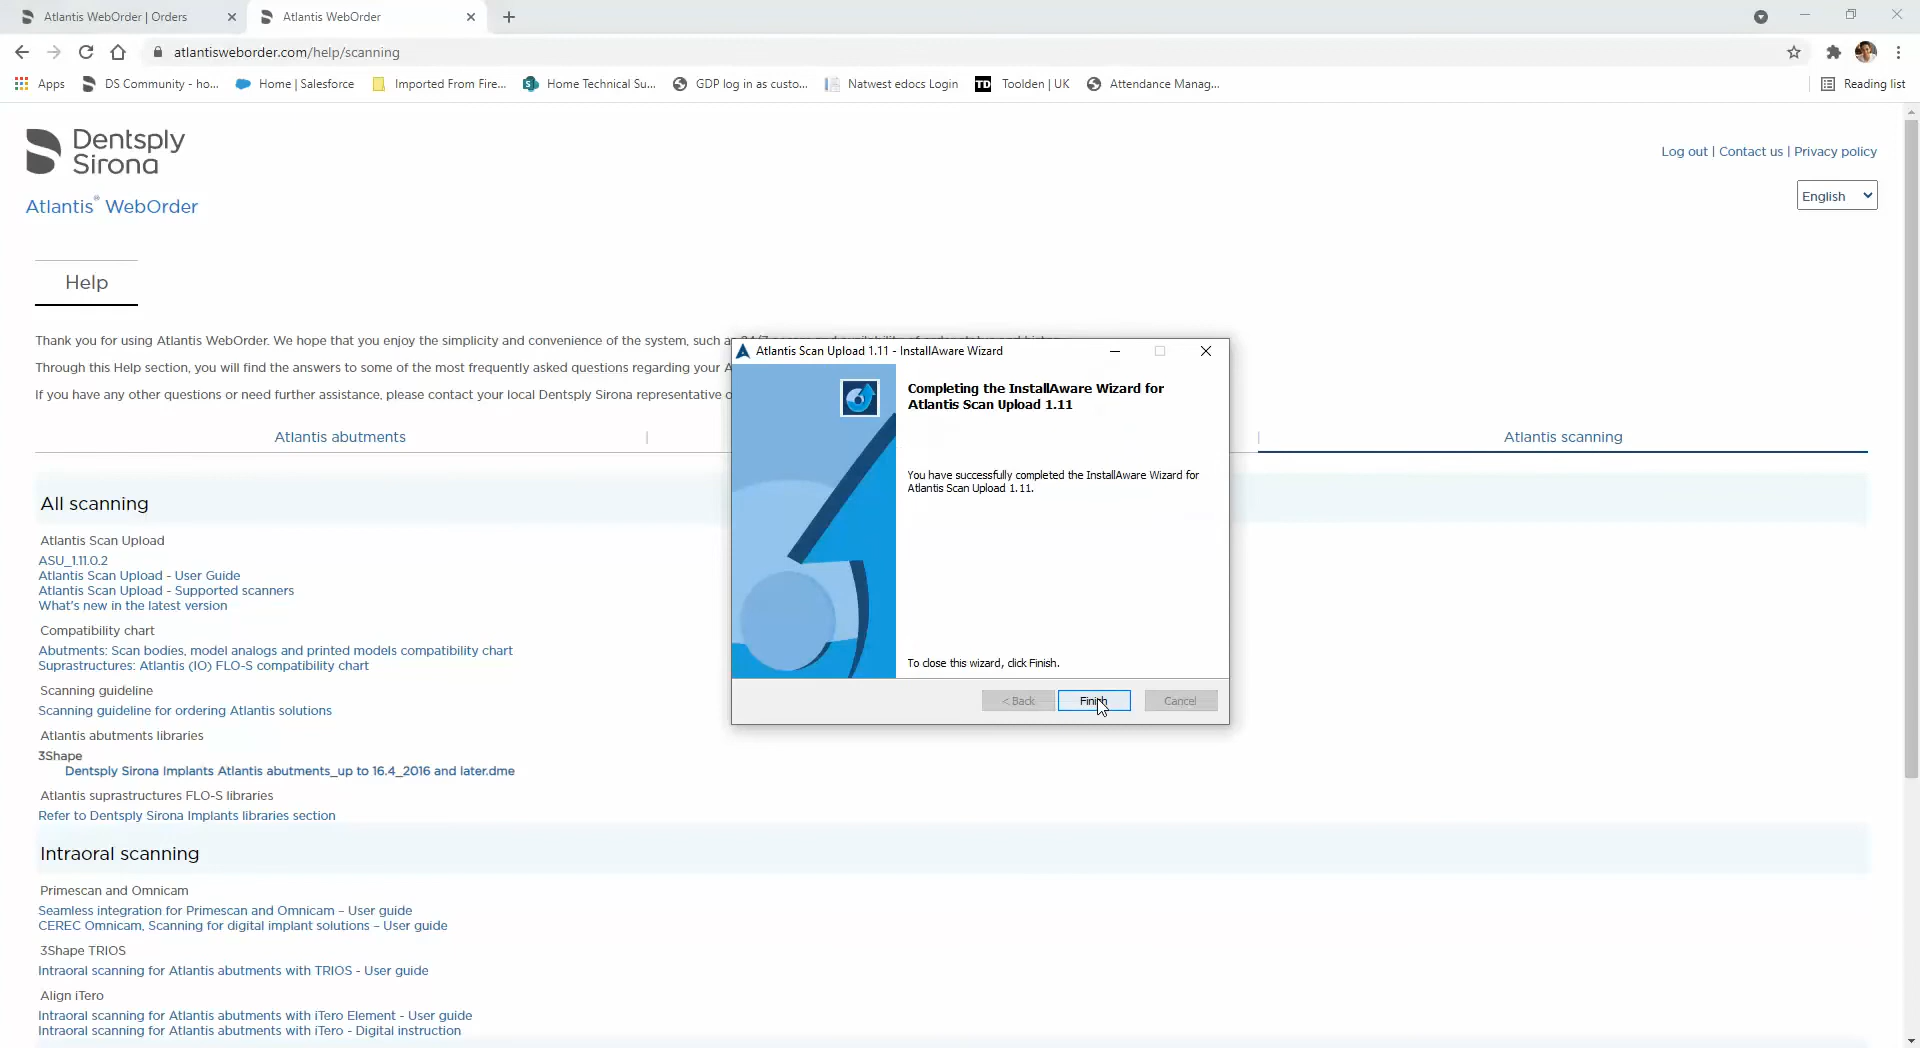 Atlantis WebOrder | Orders
Atlantis WebOrder
atlantisweborder.com/help/scanning
Apps
DS Community - ho...
Home | Salesforce
Imported From Fire...
Home Technical Su...
GDP log in as custo...
Natwest edocs Login
TD
Toolden | UK
Attendance Manag...
Reading list
Dentsply
Sirona
Log out | Contact us | Privacy policy
Atlantis® WebOrder
English
Help
Thank you for using Atlantis WebOrder. We hope that you enjoy the simplicity and convenience of the system, such a
Through this Help section, you will find the answers to some of the most frequently asked questions regarding your A
If you have any other questions or need further assistance, please contact your local Dentsply Sirona representative o
Atlantis abutments
Atlantis scanning
All scanning
Atlantis Scan Upload
ASU_1.11.0.2
Atlantis Scan Upload - User Guide
Atlantis Scan Upload - Supported scanners
What's new in the latest version
Compatibility chart
Abutments: Scan bodies, model analogs and printed models compatibility chart
Suprastructures: Atlantis (IO) FLO-S compatibility chart
Scanning guideline
Scanning guideline for ordering Atlantis solutions
Atlantis abutments libraries
3Shape
Dentsply Sirona Implants Atlantis abutments_up to 16.4_2016 and later.dme
Atlantis suprastructures FLO-S libraries
Refer to Dentsply Sirona Implants libraries section
Intraoral scanning
Primescan and Omnicam
Seamless integration for Primescan and Omnicam – User guide
CEREC Omnicam, Scanning for digital implant solutions – User guide
3Shape TRIOS
Intraoral scanning for Atlantis abutments with TRIOS - User guide
Align iTero
Intraoral scanning for Atlantis abutments with iTero Element - User guide
Intraoral scanning for Atlantis abutments with iTero - Digital instruction
Atlantis Scan Upload 1.11 - InstallAware Wizard
Completing the InstallAware Wizard for
Atlantis Scan Upload 1.11
You have successfully completed the InstallAware Wizard for
Atlantis Scan Upload 1.11.
To close this wizard, click Finish.
< Back
Finish
Cancel